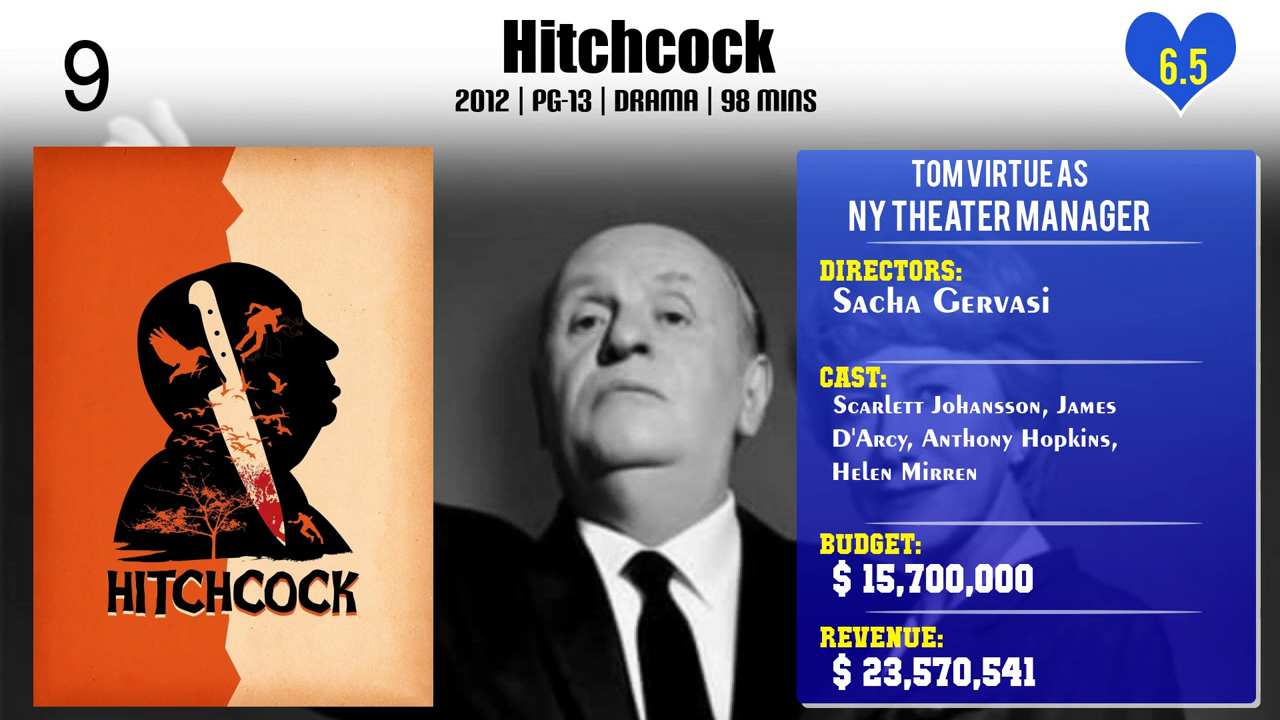 9
Hitchcock
2012 | PG-13 | DRAMA | 98 MINS
6.5
HITCHCOCK
TOM VIRTUE AS
NY THEATER MANAGER
DIRECTORS:
Sacha Gervasi
CAST:
Scarlett Johansson, James
D'Arcy, Anthony Hopkins,
Helen Mirren
BUDGET:
$ 15,700,000
REVENUE:
$ 23,570,541